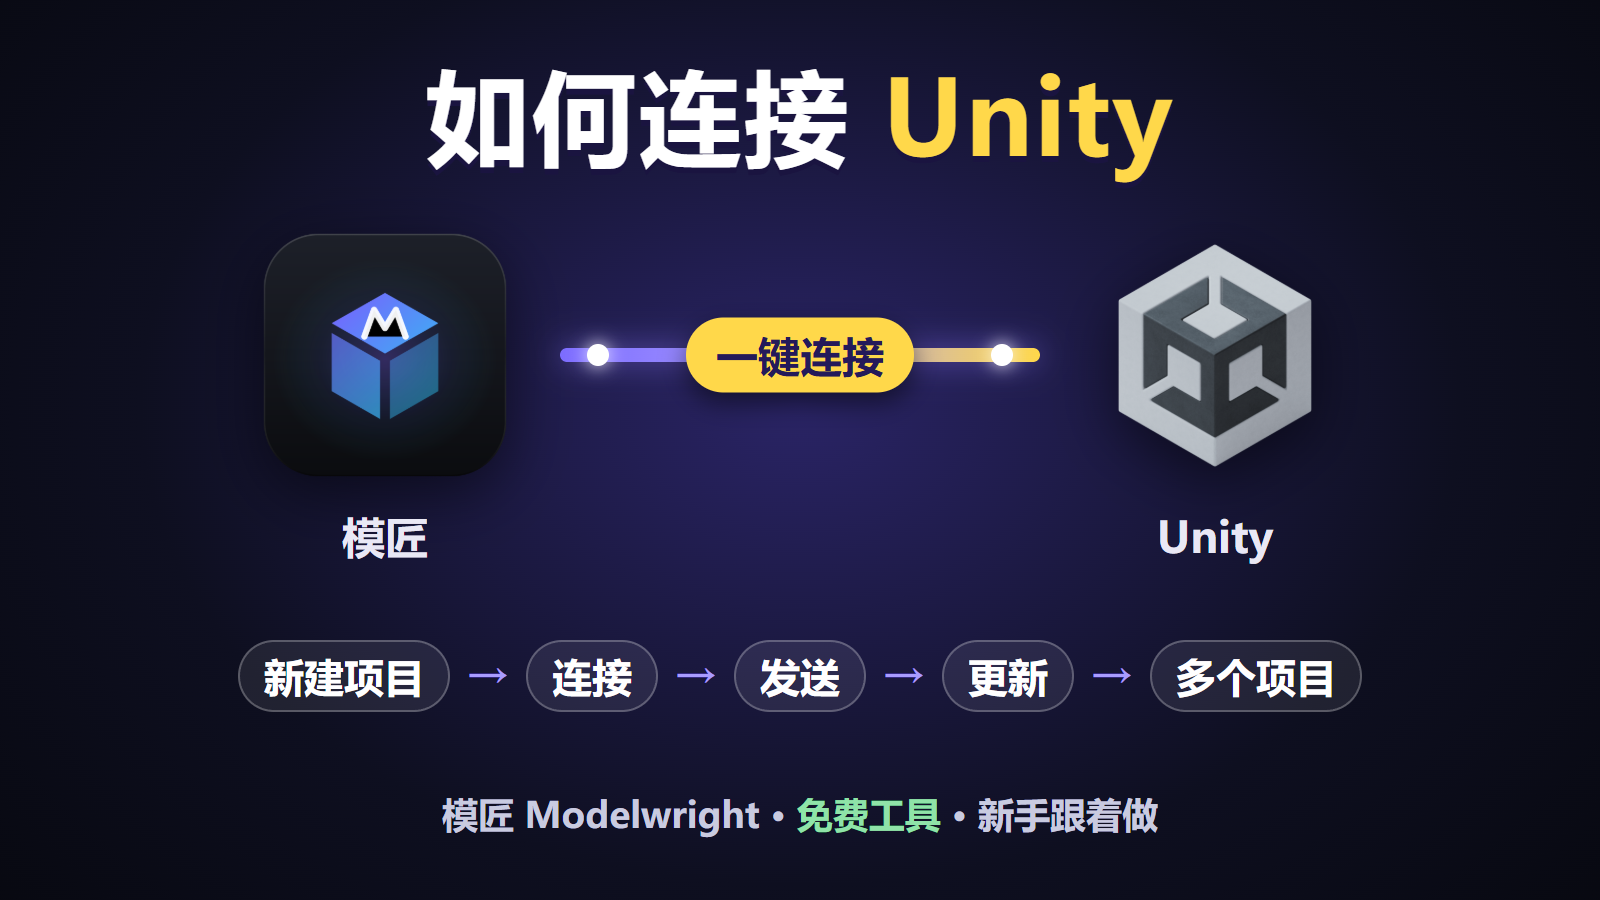 如何连接 Unity
M
一键连接
模匠
Unity
新建项目 → 连接 → 发送 → 更新 → 多个项目
模匠 Modelwright • 免费工具 • 新手跟着做